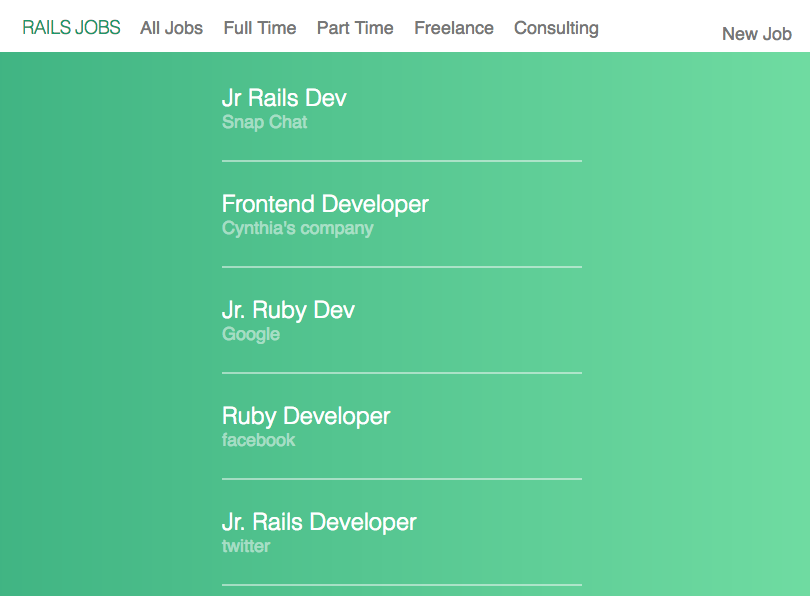 RAILS JOBS All Jobs Full Time Part Time Freelance Consulting New Job
Jr Rails Dev
Snap Chat
Frontend Developer
Cynthia's company
Jr. Ruby Dev
Google
Ruby Developer
facebook
Jr. Rails Developer
twitter